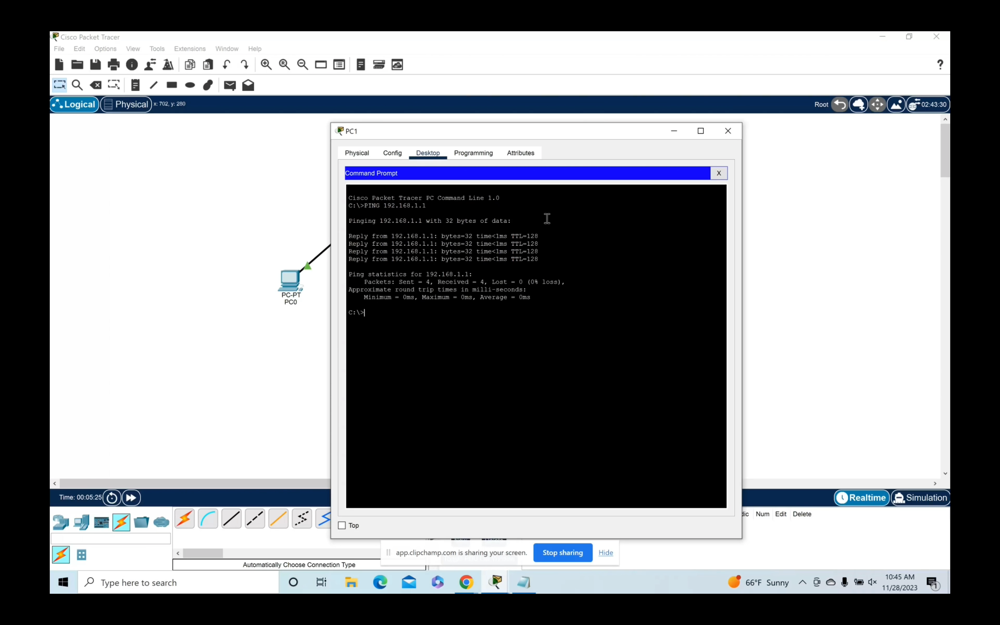 Cisco Packet Tracer
File Edit Options View Tools Extensions Window Help
Logical Physical x: 702, y: 280 Root 02:43:30
PC1
Physical Config Desktop Programming Attributes
Command Prompt X
Cisco Packet Tracer PC Command Line 1.0
C:\>PING 192.168.1.1
Pinging 192.168.1.1 with 32 bytes of data:
Reply from 192.168.1.1: bytes=32 time<1ms TTL=128
Reply from 192.168.1.1: bytes=32 time<1ms TTL=128
Reply from 192.168.1.1: bytes=32 time<1ms TTL=128
Reply from 192.168.1.1: bytes=32 time<1ms TTL=128
Ping statistics for 192.168.1.1:
Packets: Sent = 4, Received = 4, Lost = 0 (0% loss),
Approximate round trip times in milli-seconds:
Minimum = 0ms, Maximum = 0ms, Average = 0ms
C:\>
PC-PT
PC0
Time: 00:05:25 Realtime Simulation
dic Num Edit Delete
Top
app.clipchamp.com is sharing your screen. Stop sharing Hide
Automatically Choose Connection Type
Type here to search
66°F Sunny
10:45 AM
11/28/2023
1